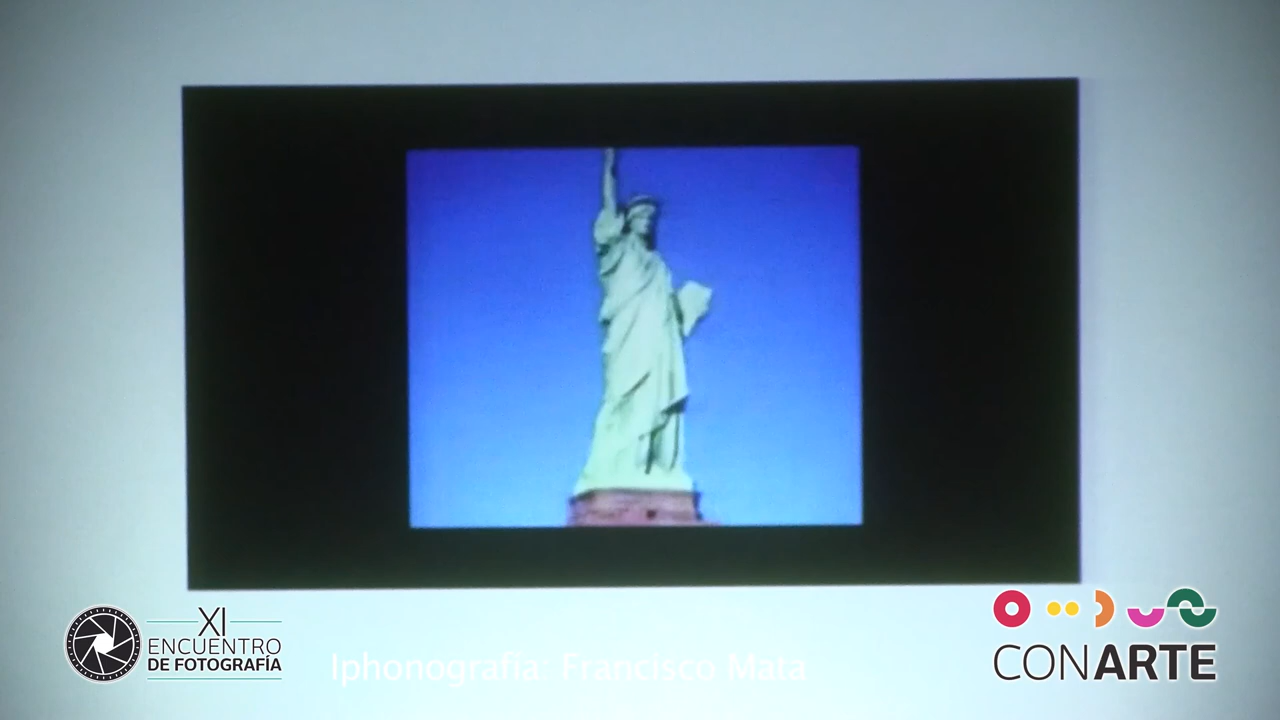 XI
ENCUENTRO
DE FOTOGRAFÍA
Iphonografía: Francisco Mata
CONARTE